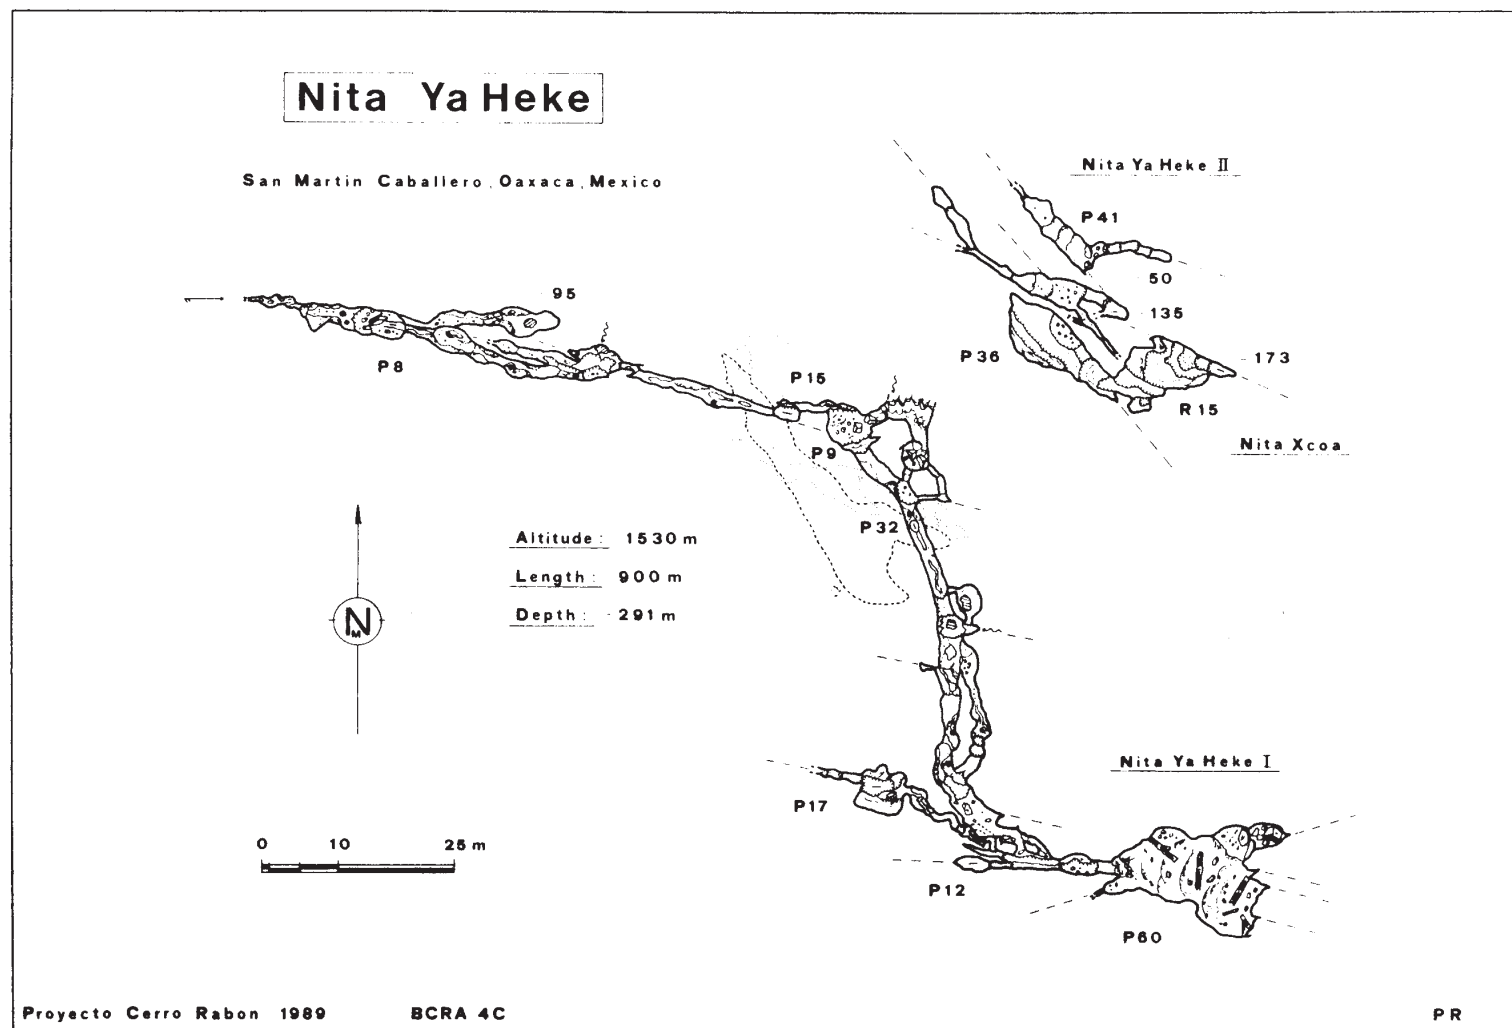 Nita Ya Heke
San Martin Caballero, Oaxaca, Mexico
Nita Ya Heke II
P41
50
135
P36
173
R15
Nita Xcoa
95
P8
P15
P9
P32
Altitude: 1530 m
Length: 900 m
Depth: -291 m
N
M
Nita Ya Heke I
P17
P12
P60
0 10 25 m
Proyecto Cerro Rabon 1989 BCRA 4C PR